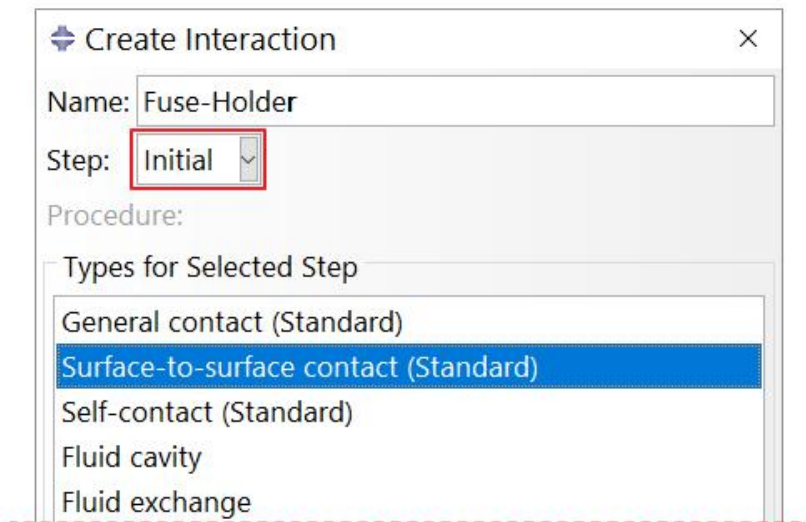 Create Interaction
Name: Fuse-Holder
Step: Initial
Procedure:
Types for Selected Step
General contact (Standard)
Surface-to-surface contact (Standard)
Self-contact (Standard)
Fluid cavity
Fluid exchange